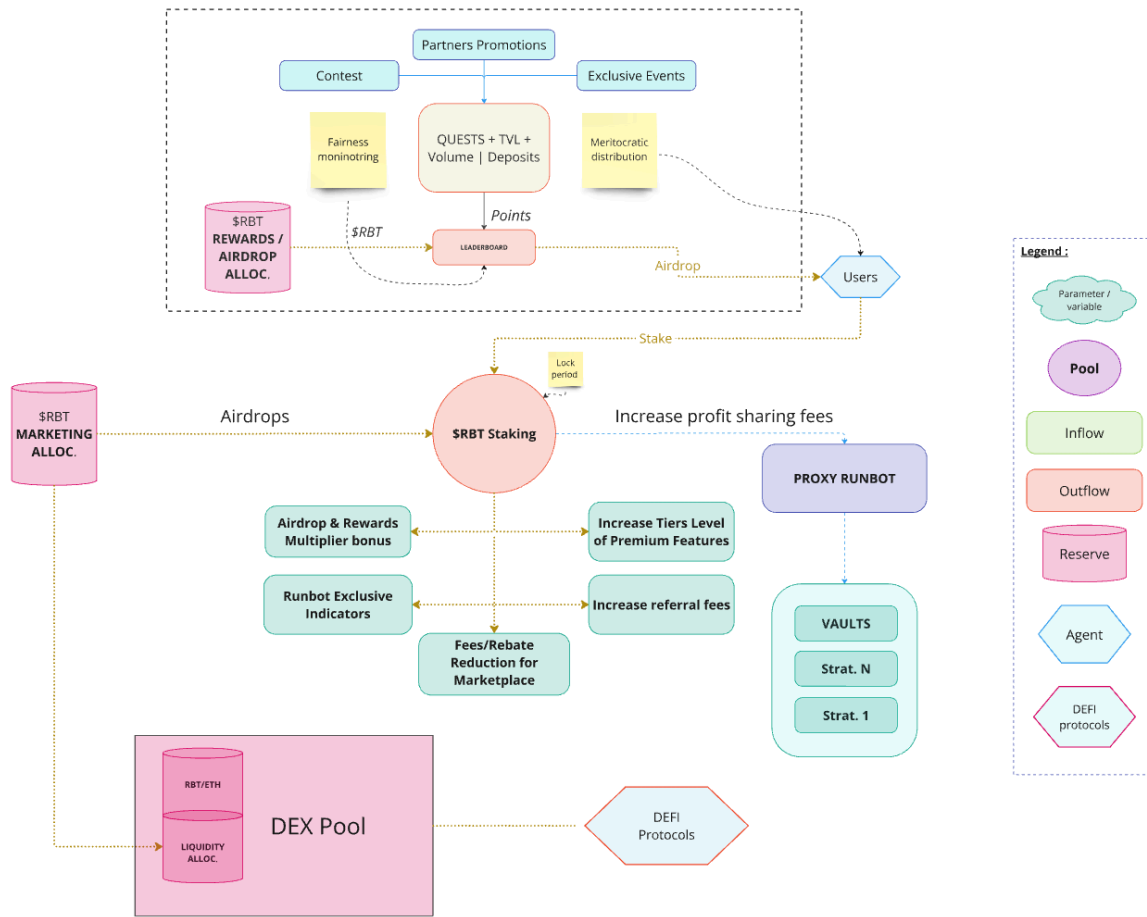 Partners Promotions
Contest
Exclusive Events
Fairness
moninotring
QUESTS + TVL +
Volume | Deposits
Meritocratic
distribution
$RBT
REWARDS /
AIRDROP
ALLOC.
$RBT
Points
LEADERBOARD
Airdrop
Users
Stake
Lock
period
$RBT
MARKETING
ALLOC.
Airdrops
$RBT Staking
Increase profit sharing fees
PROXY RUNBOT
Airdrop & Rewards
Multiplier bonus
Increase Tiers Level
of Premium Features
Runbot Exclusive
Indicators
Increase referral fees
Fees/Rebate
Reduction for
Marketplace
VAULTS
Strat. N
Strat. 1
RBT/ETH
LIQUIDITY
ALLOC.
DEX Pool
DEFI
Protocols
Legend :
Parameter /
variable
Pool
Inflow
Outflow
Reserve
Agent
DEFI
protocols